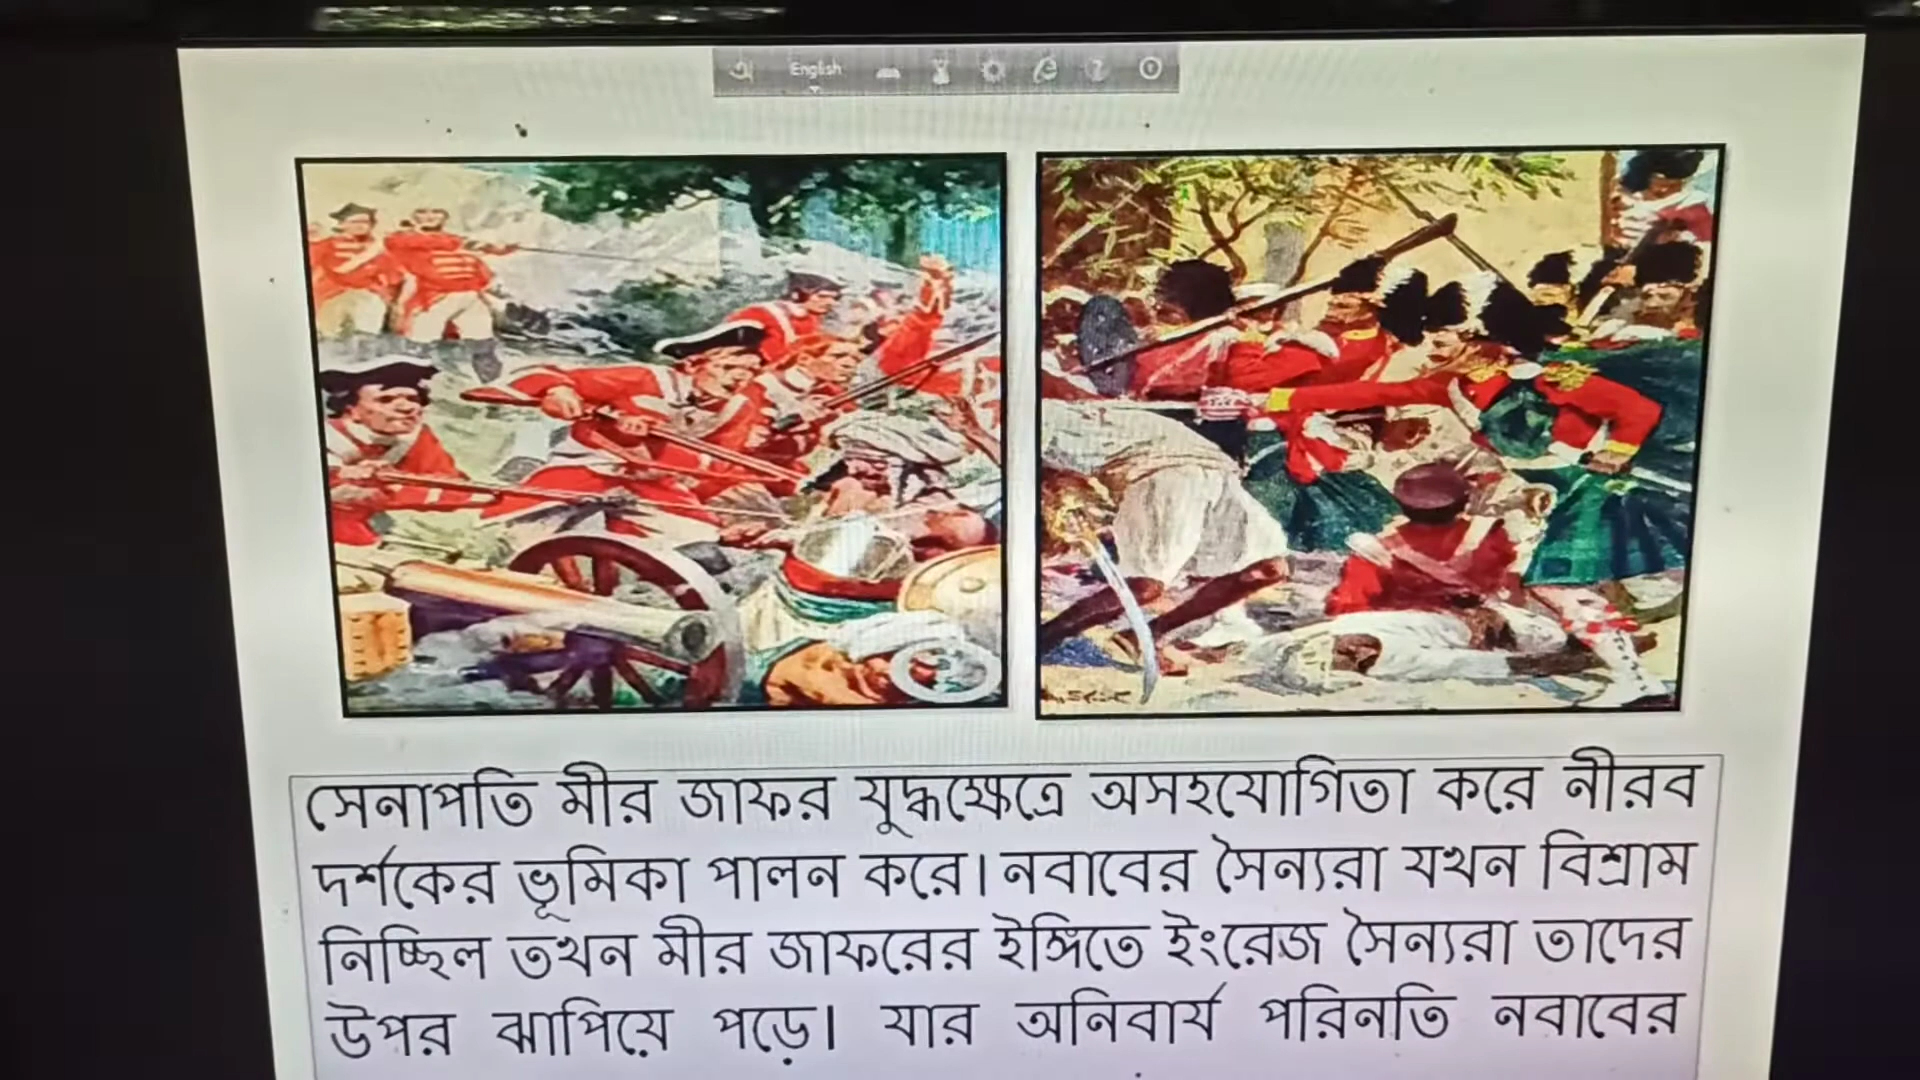 অ English
সেনাপতি মীর জাফর যুদ্ধক্ষেত্রে অসহযোগিতা করে নীরব
দর্শকের ভূমিকা পালন করে। নবাবের সৈন্যরা যখন বিশ্রাম
নিচ্ছিল তখন মীর জাফরের ইঙ্গিতে ইংরেজ সৈন্যরা তাদের
উপর ঝাপিয়ে পড়ে। যার অনিবার্য পরিনতি নবাবের